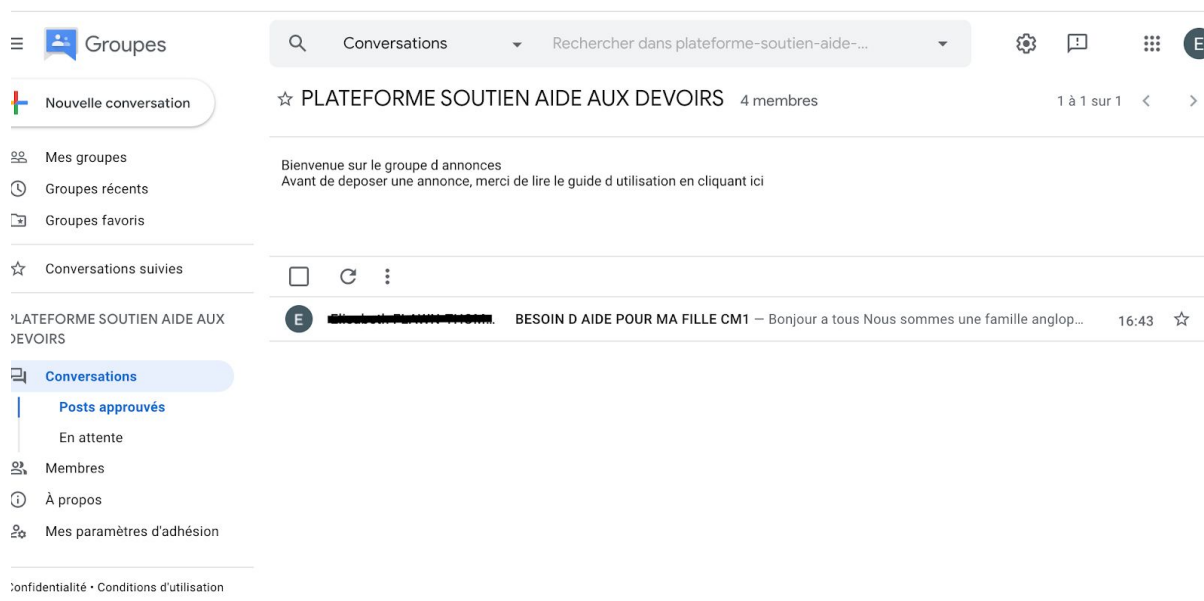 Groupes
Conversations
Rechercher dans plateforme-soutien-aide-...
E
Nouvelle conversation
PLATEFORME SOUTIEN AIDE AUX DEVOIRS 4 membres
1 à 1 sur 1
Mes groupes
Groupes récents
Groupes favoris
Conversations suivies
Bienvenue sur le groupe d annonces
Avant de deposer une annonce, merci de lire le guide d utilisation en cliquant ici
E
BESOIN D AIDE POUR MA FILLE CM1 – Bonjour a tous Nous sommes une famille anglop...
16:43
PLATEFORME SOUTIEN AIDE AUX
DEVOIRS
Conversations
Posts approuvés
En attente
Membres
À propos
Mes paramètres d'adhésion
Confidentialité • Conditions d'utilisation